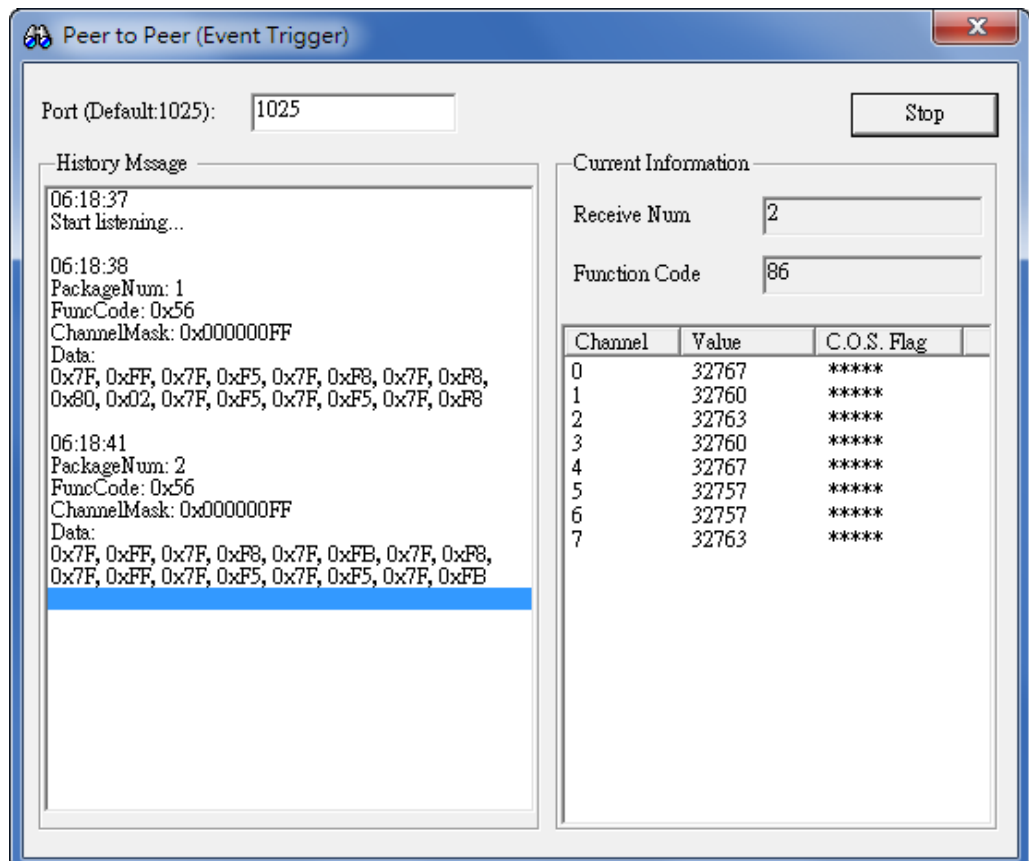 Peer to Peer (Event Trigger)
X
Port (Default:1025):
1025
Stop
History Mssage
06:18:37
Start listening...
06:18:38
PackageNum: 1
FuncCode: 0x56
ChannelMask: 0x000000FF
Data:
0x7F, 0xFF, 0x7F, 0xF5, 0x7F, 0xF8, 0x7F, 0xF8,
0x80, 0x02, 0x7F, 0xF5, 0x7F, 0xF5, 0x7F, 0xF8
06:18:41
PackageNum: 2
FuncCode: 0x56
ChannelMask: 0x000000FF
Data:
0x7F, 0xFF, 0x7F, 0xF8, 0x7F, 0xFB, 0x7F, 0xF8,
0x7F, 0xFF, 0x7F, 0xF5, 0x7F, 0xF5, 0x7F, 0xFB
Current Information
Receive Num 2
Function Code 86
Channel Value C.O.S. Flag
0 32767 *****
1 32760 *****
2 32763 *****
3 32760 *****
4 32767 *****
5 32757 *****
6 32757 *****
7 32763 *****